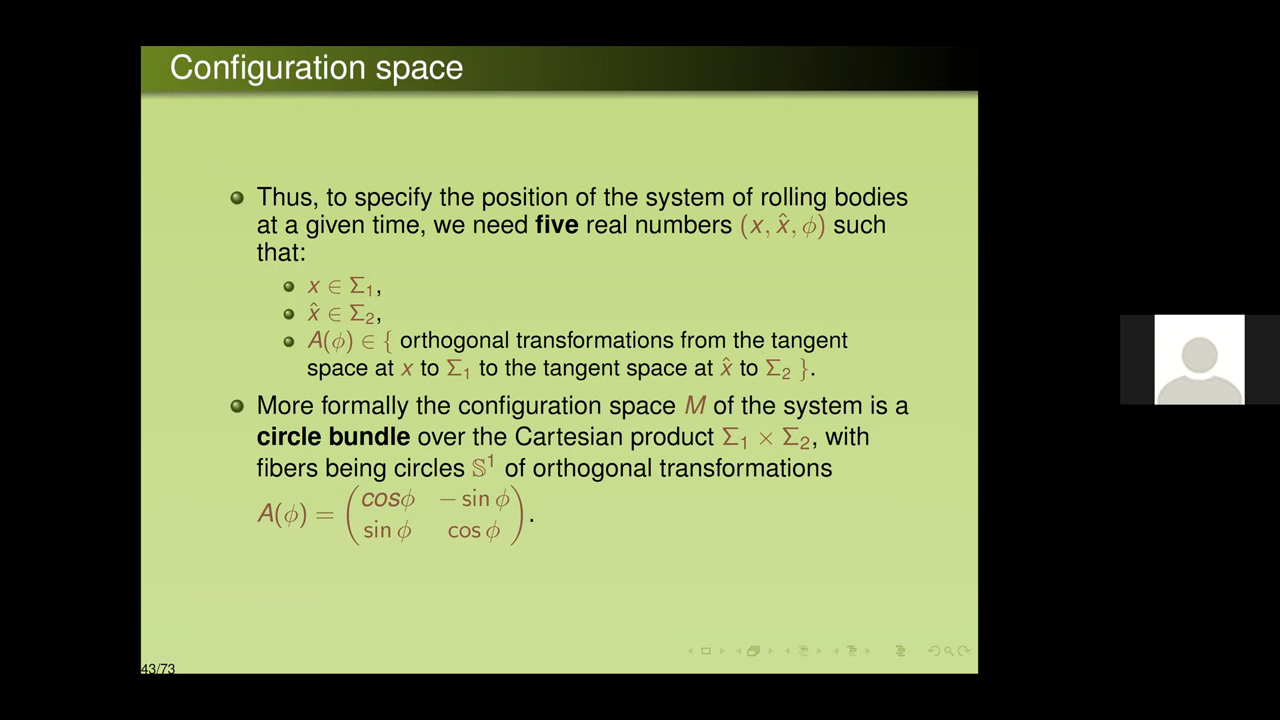 Configuration space
Thus, to specify the position of the system of rolling bodies
at a given time, we need five real numbers (x, x̂, ϕ) such
that:
x ∈ Σ₁,
x̂ ∈ Σ₂,
A(ϕ) ∈ { orthogonal transformations from the tangent
space at x to Σ₁ to the tangent space at x̂ to Σ₂ }.
More formally the configuration space M of the system is a
circle bundle over the Cartesian product Σ₁ × Σ₂, with
fibers being circles 𝕊¹ of orthogonal transformations
A(ϕ) = (cosϕ − sin ϕ
sin ϕ cos ϕ).
43/73